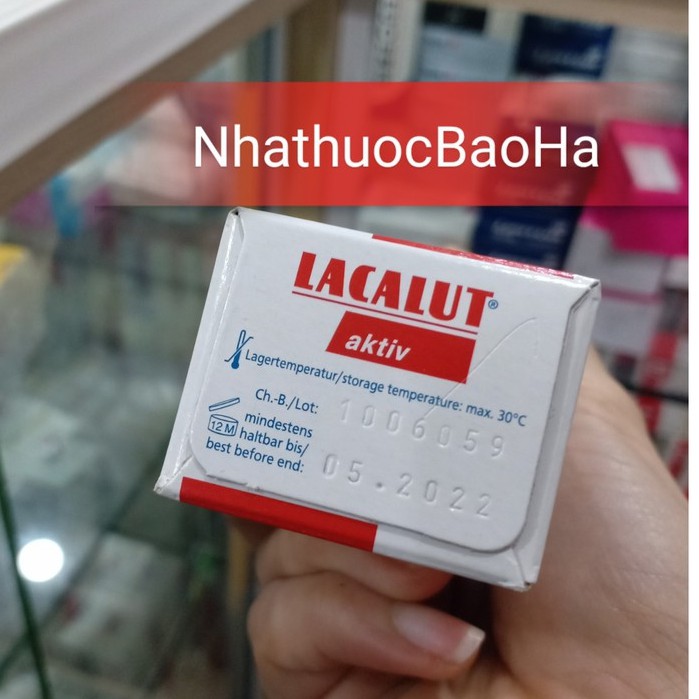 NhathuocBaoHa
LACALUT®
aktiv
Lagertemperatur/storage temperature: max. 30°C
Ch.-B./Lot: 1006059
12 M
mindestens
haltbar bis/
best before end: 05.2022